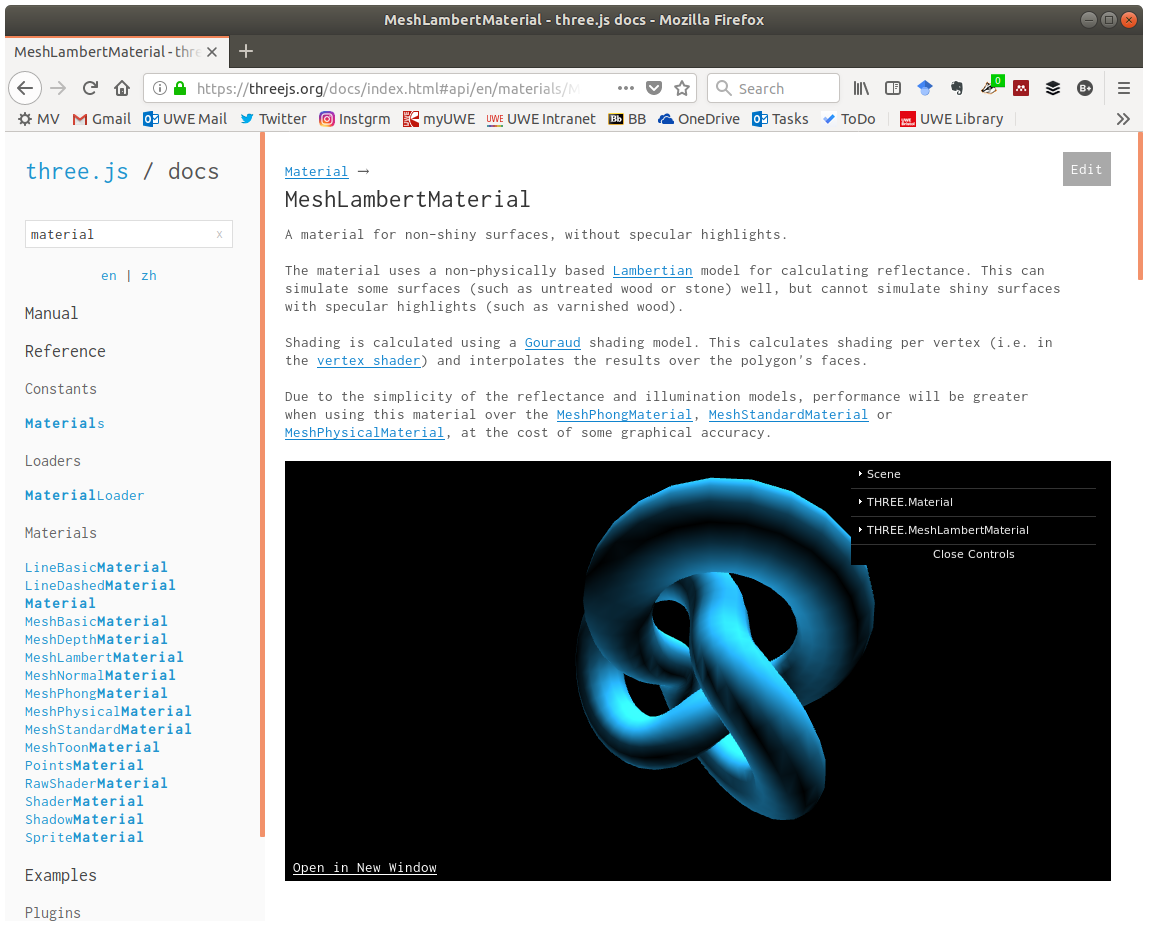 MeshLambertMaterial - three.js docs - Mozilla Firefox
MeshLambertMaterial - thre
https://threejs.org/docs/index.html#api/en/materials/M
Search
0
B+
MV
Gmail
UWE Mail
Twitter
Instgrm
myUWE
UWE Intranet
BB
OneDrive
Tasks
ToDo
UWE Library
three.js / docs
material
x
en | zh
Manual
Reference
Constants
Materials
Loaders
MaterialLoader
Materials
LineBasicMaterial
LineDashedMaterial
Material
MeshBasicMaterial
MeshDepthMaterial
MeshLambertMaterial
MeshNormalMaterial
MeshPhongMaterial
MeshPhysicalMaterial
MeshStandardMaterial
MeshToonMaterial
PointsMaterial
RawShaderMaterial
ShaderMaterial
ShadowMaterial
SpriteMaterial
Examples
Plugins
Material →
Edit
MeshLambertMaterial
A material for non-shiny surfaces, without specular highlights.
The material uses a non-physically based Lambertian model for calculating reflectance. This can
simulate some surfaces (such as untreated wood or stone) well, but cannot simulate shiny surfaces
with specular highlights (such as varnished wood).
Shading is calculated using a Gouraud shading model. This calculates shading per vertex (i.e. in
the vertex shader) and interpolates the results over the polygon's faces.
Due to the simplicity of the reflectance and illumination models, performance will be greater
when using this material over the MeshPhongMaterial, MeshStandardMaterial or
MeshPhysicalMaterial, at the cost of some graphical accuracy.
Scene
THREE.Material
THREE.MeshLambertMaterial
Close Controls
Open in New Window